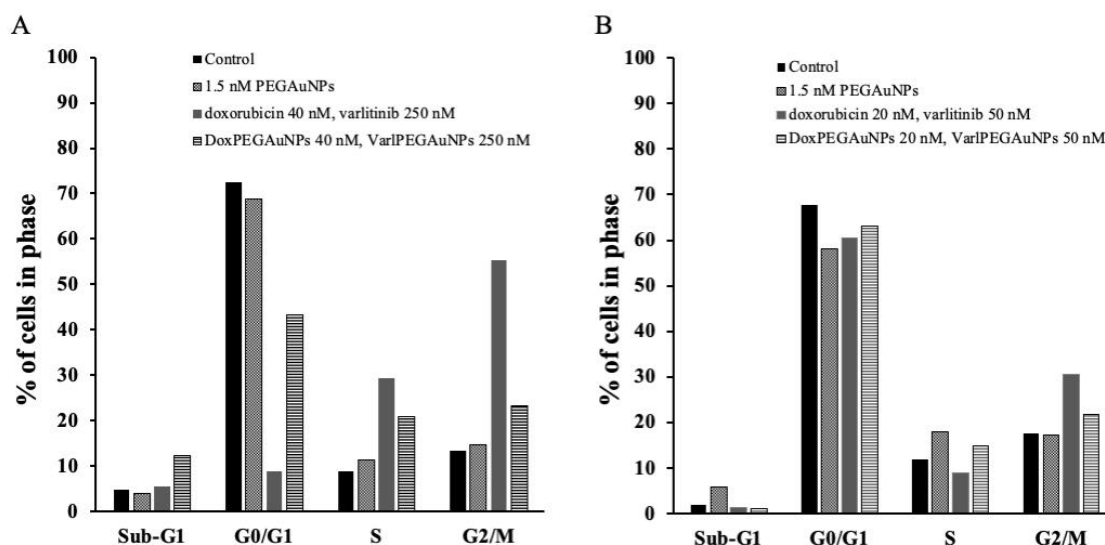 A
% of cells in phase
100
90
80
70
60
50
40
30
20
10
0
Control
1.5 nM PEGAuNPs
doxorubicin 40 nM, varlitinib 250 nM
DoxPEGAuNPs 40 nM, VarlPEGAuNPs 250 nM
Sub-G1 G0/G1 S G2/M
B
% of cells in phase
100
90
80
70
60
50
40
30
20
10
0
Control
1.5 nM PEGAuNPs
doxorubicin 20 nM, varlitinib 50 nM
DoxPEGAuNPs 20 nM, VarlPEGAuNPs 50 nM
Sub-G1 G0/G1 S G2/M